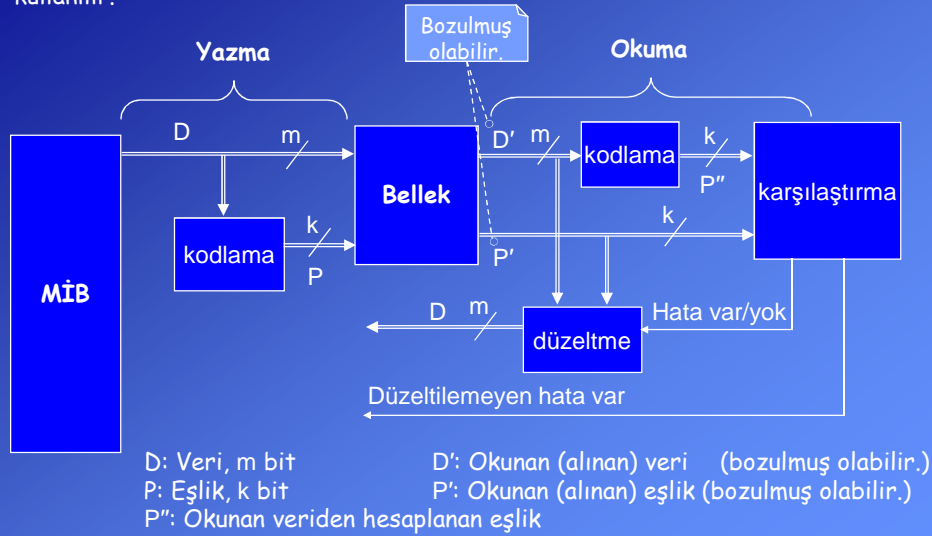 Kullanımı :
Bozulmuş
olabilir.
Yazma
Okuma
D
m
D′
m
kodlama
k
P″
karşılaştırma
Bellek
kodlama
k
P
k
P′
MİB
D
m
düzeltme
Hata var/yok
Düzeltilemeyen hata var
D: Veri, m bit
D′: Okunan (alınan) veri (bozulmuş olabilir.)
P: Eşlik, k bit
P′: Okunan (alınan) eşlik (bozulmuş olabilir.)
P″: Okunan veriden hesaplanan eşlik